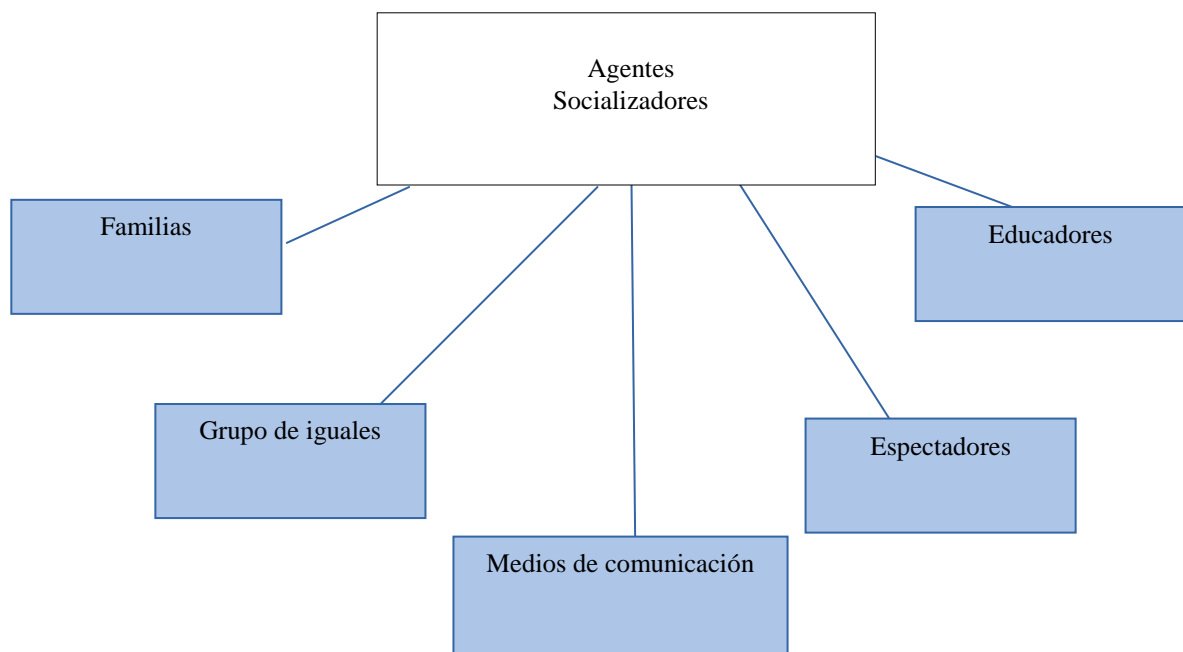 Agentes
Socializadores
Familias
Educadores
Grupo de iguales
Espectadores
Medios de comunicación